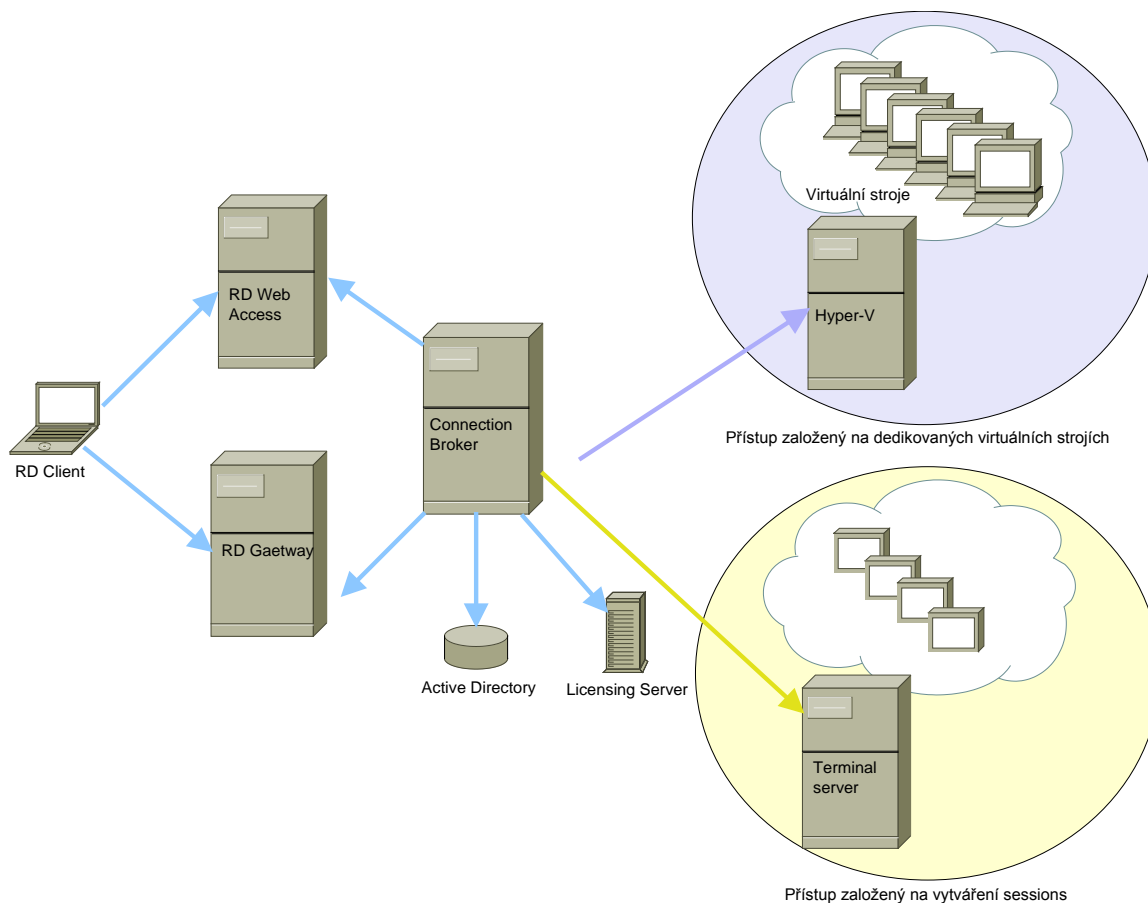 Virtuální stroje
RD Web
Access
Hyper-V
Connection
Broker
Přístup založený na dedikovaných virtuálních strojích
RD Client
RD Gaetway
Active Directory
Licensing Server
Terminal
server
Přístup založený na vytváření sessions